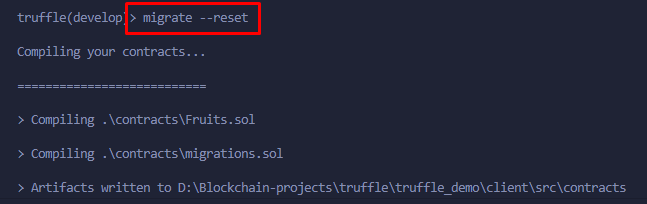 truffle(develop)> migrate --reset
Compiling your contracts...
===========================
> Compiling .\contracts\Fruits.sol
> Compiling .\contracts\migrations.sol
> Artifacts written to D:\Blockchain-projects\truffle\truffle_demo\client\src\contracts